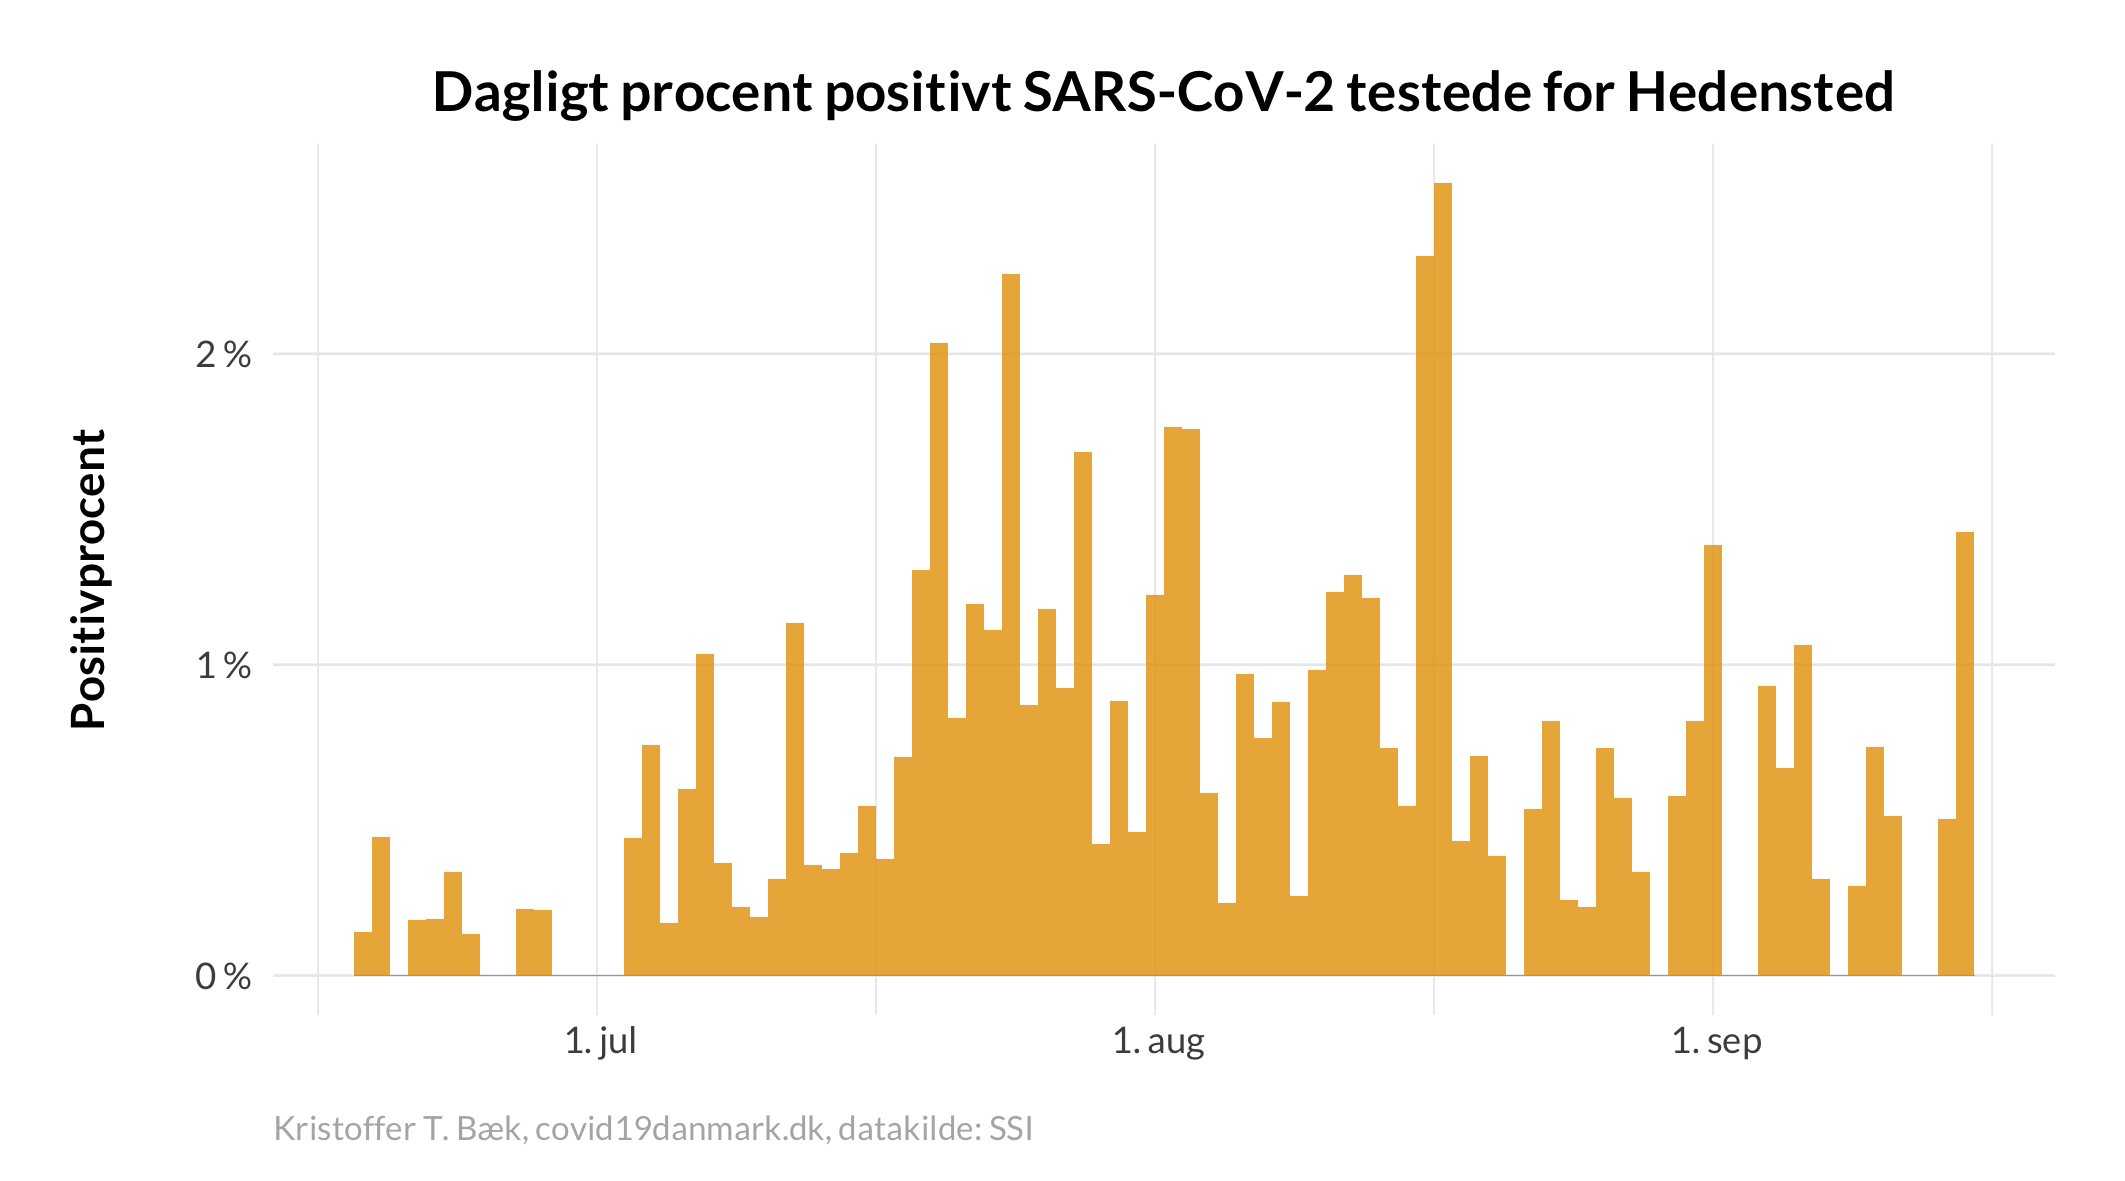 Dagligt procent positivt SARS-CoV-2 testede for Hedensted
Positivprocent
2 %
1 %
0 %
1. jul
1. aug
1. sep
Kristoffer T. Bæk, covid19danmark.dk, datakilde: SSI